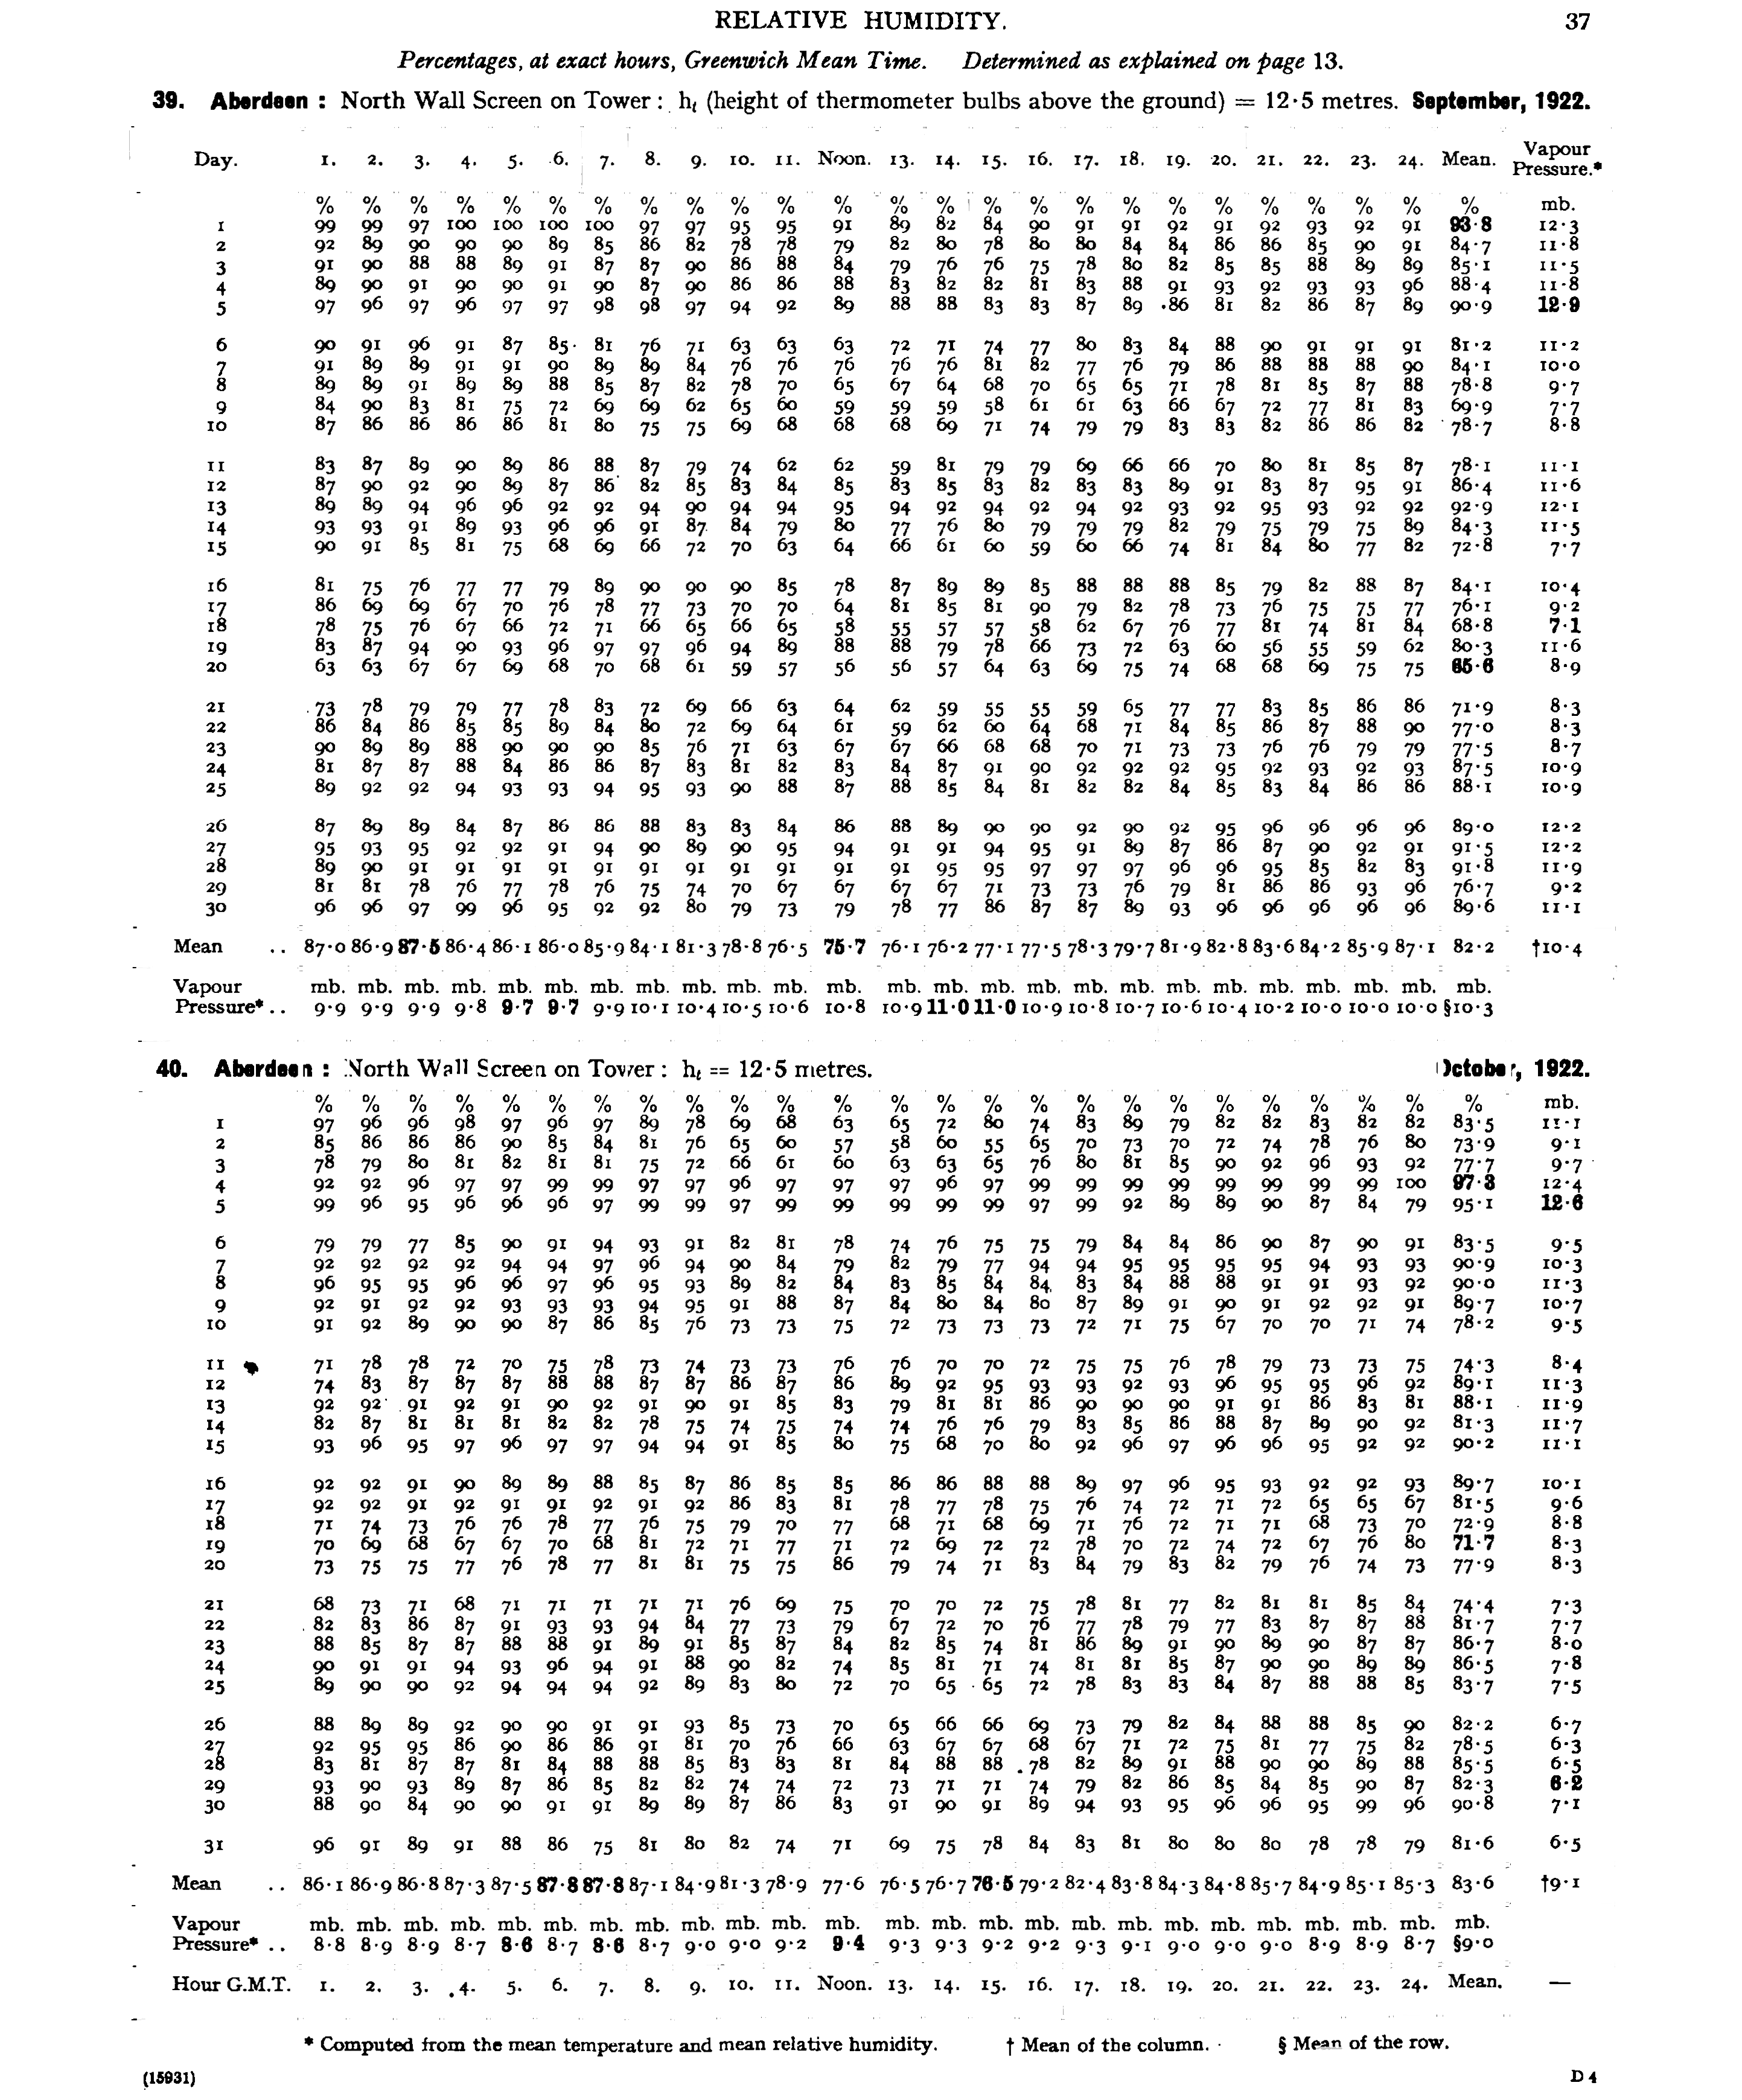 RELATIVE HUMIDITY. 37
Percentages, at exact hours, Greenwich Mean Time. Determined as explained on page 13.
39. Aberdeen : North Wall Screen on Tower : ht (height of thermometer bulbs above the ground) = 12·5 metres. September, 1922.
Day. 1. 2. 3. 4. 5. 6. 7. 8. 9. 10. 11. Noon. 13. 14. 15. 16. 17. 18. 19. 20. 21. 22. 23. 24. Mean. Vapour Pressure.*
% % % % % % % % % % % % % % % % % % % % % % % % % mb.
1 99 99 97 100 100 100 100 97 97 95 95 91 89 82 84 90 91 91 92 91 92 93 92 91 93·8 12·3
2 92 89 90 90 90 89 85 86 82 78 78 79 82 80 78 80 80 84 84 86 86 85 90 91 84·7 11·8
3 91 90 88 88 89 91 87 87 90 86 88 84 79 76 76 75 78 80 82 85 85 88 89 89 85·1 11·5
4 89 90 91 90 90 91 90 87 90 86 86 88 83 82 82 81 83 88 91 93 92 93 93 96 88·4 11·8
5 97 96 97 96 97 97 98 98 97 94 92 89 88 88 83 83 87 89 ·86 81 82 86 87 89 90·9 12·9
6 90 91 96 91 87 85· 81 76 71 63 63 63 72 71 74 77 80 83 84 88 90 91 91 91 81·2 11·2
7 91 89 89 91 91 90 89 89 84 76 76 76 76 76 81 82 77 76 79 86 88 88 88 90 84·1 10·0
8 89 89 91 89 89 88 85 87 82 78 70 65 67 64 68 70 65 65 71 78 81 85 87 88 78·8 9·7
9 84 90 83 81 75 72 69 69 62 65 60 59 59 59 58 61 61 63 66 67 72 77 81 83 69·9 7·7
10 87 86 86 86 86 81 80 75 75 69 68 68 68 69 71 74 79 79 83 83 82 86 86 82 78·7 8·8
11 83 87 89 90 89 86 88 87 79 74 62 62 59 81 79 79 69 66 66 70 80 81 85 87 78·1 11·1
12 87 90 92 90 89 87 86 82 85 83 84 85 83 85 83 82 83 83 89 91 83 87 95 91 86·4 11·6
13 89 89 94 96 96 92 92 94 90 94 94 95 94 92 94 92 94 92 93 92 95 93 92 92 92·9 12·1
14 93 93 91 89 93 96 96 91 87 84 79 80 77 76 80 79 79 79 82 79 75 79 75 89 84·3 11·5
15 90 91 85 81 75 68 69 66 72 70 63 64 66 61 60 59 60 66 74 81 84 80 77 82 72·8 7·7
16 81 75 76 77 77 79 89 90 90 90 85 78 87 89 89 85 88 88 88 85 79 82 88 87 84·1 10·4
17 86 69 69 67 70 76 78 77 73 70 70 64 81 85 81 90 79 82 78 73 76 75 75 77 76·1 9·2
18 78 75 76 67 66 72 71 66 65 66 65 58 55 57 57 58 62 67 76 77 81 74 81 84 68·8 7·1
19 83 87 94 90 93 96 97 97 96 94 89 88 88 79 78 66 73 72 63 60 56 55 59 62 80·3 11·6
20 63 63 67 67 69 68 70 68 61 59 57 56 56 57 64 63 69 75 74 68 68 69 75 75 65·6 8·9
21 73 78 79 79 77 78 83 72 69 66 63 64 62 59 55 55 59 65 77 77 83 85 86 86 71·9 8·3
22 86 84 86 85 85 89 84 80 72 69 64 61 59 62 60 64 68 71 84 85 86 87 88 90 77·0 8·3
23 90 89 89 88 90 90 90 85 76 71 63 67 67 66 68 68 70 71 73 73 76 76 79 79 77·5 8·7
24 81 87 87 88 84 86 86 87 83 81 82 83 84 87 91 90 92 92 92 95 92 93 92 93 87·5 10·9
25 89 92 92 94 93 93 94 95 93 90 88 87 88 85 84 81 82 82 84 85 83 84 86 86 88·1 10·9
26 87 89 89 84 87 86 86 88 83 83 84 86 88 89 90 90 92 90 92 95 96 96 96 96 89·0 12·2
27 95 93 95 92 92 91 94 90 89 90 95 94 91 91 94 95 91 89 87 86 87 90 92 91 91·5 12·2
28 89 90 91 91 91 91 91 91 91 91 91 91 91 95 95 97 97 97 96 96 95 85 82 83 91·8 11·9
29 81 81 78 76 77 78 76 75 74 70 67 67 67 67 71 73 73 76 79 81 86 86 93 96 76·7 9·2
30 96 96 97 99 96 95 92 92 80 79 73 79 78 77 86 87 87 89 93 96 96 96 96 96 89·6 11·1
Mean .. 87·0 86·9 87·5 86·4 86·1 86·0 85·9 84·1 81·3 78·8 76·5 75·7 76·1 76·2 77·1 77·5 78·3 79·7 81·9 82·8 83·6 84·2 85·9 87·1 82·2 †10·4
Vapour mb. mb. mb. mb. mb. mb. mb. mb. mb. mb. mb. mb. mb. mb. mb. mb. mb. mb. mb. mb. mb. mb. mb. mb. mb.
Pressure* .. 9·9 9·9 9·9 9·8 9·7 9·7 9·9 10·1 10·4 10·5 10·6 10·8 10·9 11·0 11·0 10·9 10·8 10·7 10·6 10·4 10·2 10·0 10·0 10·0 §10·3
40. Aberdeen : North Wall Screen on Tower : ht = 12·5 metres. October, 1922.
% % % % % % % % % % % % % % % % % % % % % % % % % mb.
1 97 96 96 98 97 96 97 89 78 69 68 63 65 72 80 74 83 89 79 82 82 83 82 82 83·5 11·1
2 85 86 86 86 90 85 84 81 76 65 60 57 58 60 55 65 70 73 70 72 74 78 76 80 73·9 9·1
3 78 79 80 81 82 81 81 75 72 66 61 60 63 63 65 76 80 81 85 90 92 96 93 92 77·7 9·7
4 92 92 96 97 97 99 99 97 97 96 97 97 97 96 97 99 99 99 99 99 99 99 99 100 97·3 12·4
5 99 96 95 96 96 96 97 99 99 97 99 99 99 99 99 97 99 92 89 89 90 87 84 79 95·1 12·6
6 79 79 77 85 90 91 94 93 91 82 81 78 74 76 75 75 79 84 84 86 90 87 90 91 83·5 9·5
7 92 92 92 92 94 94 97 96 94 90 84 79 82 79 77 94 94 95 95 95 95 94 93 93 90·9 10·3
8 96 95 95 96 96 97 96 95 93 89 82 84 83 85 84 84 83 84 88 88 91 91 93 92 90·0 11·3
9 92 91 92 92 93 93 93 94 95 91 88 87 84 80 84 80 87 89 91 90 91 92 92 91 89·7 10·7
10 91 92 89 90 90 87 86 85 76 73 73 75 72 73 73 73 72 71 75 67 70 70 71 74 78·2 9·5
11 71 78 78 72 70 75 78 73 74 73 73 76 76 70 70 72 75 75 76 78 79 73 73 75 74·3 8·4
12 74 83 87 87 87 88 88 87 87 86 87 86 89 92 95 93 93 92 93 96 95 95 96 92 89·1 11·3
13 92 92 91 92 91 90 92 91 90 91 85 83 79 81 81 86 90 90 90 91 91 86 83 81 88·1 11·9
14 82 87 81 81 81 82 82 78 75 74 75 74 74 76 76 79 83 85 86 88 87 89 90 92 81·3 11·7
15 93 96 95 97 96 97 97 94 94 91 85 80 75 68 70 80 92 96 97 96 96 95 92 92 90·2 11·1
16 92 92 91 90 89 89 88 85 87 86 85 85 86 86 88 88 89 97 96 95 93 92 92 93 89·7 10·1
17 92 92 91 92 91 91 92 91 92 86 83 81 78 77 78 75 76 74 72 71 72 65 65 67 81·5 9·6
18 71 74 73 76 76 78 77 76 75 79 70 77 68 71 68 69 71 76 72 71 71 68 73 70 72·9 8·8
19 70 69 68 67 67 70 68 81 72 71 77 71 72 69 72 72 78 70 72 74 72 67 76 80 71·7 8·3
20 73 75 75 77 76 78 77 81 81 75 75 86 79 74 71 83 84 79 83 82 79 76 74 73 77·9 8·3
21 68 73 71 68 71 71 71 71 71 76 69 75 70 70 72 75 78 81 77 82 81 81 85 84 74·4 7·3
22 82 83 86 87 91 93 93 94 84 77 73 79 67 72 70 76 77 78 79 77 83 87 87 88 81·7 7·7
23 88 85 87 87 88 88 91 89 91 85 87 84 82 85 74 81 86 89 91 90 89 90 87 87 86·7 8·0
24 90 91 91 94 93 96 94 91 88 90 82 74 85 81 71 74 81 81 85 87 90 90 89 89 86·5 7·8
25 89 90 90 92 94 94 94 92 89 83 80 72 70 65 65 72 78 83 83 84 87 88 88 85 83·7 7·5
26 88 89 89 92 90 90 91 91 93 85 73 70 65 66 66 69 73 79 82 84 88 88 85 90 82·2 6·7
27 92 95 95 86 90 86 86 91 81 70 76 66 63 67 67 68 67 71 72 75 81 77 75 82 78·5 6·3
28 83 81 87 87 81 84 88 88 85 83 83 81 84 88 88 78 82 89 91 88 90 90 89 88 85·5 6·5
29 93 90 93 89 87 86 85 82 82 74 74 72 73 71 71 74 79 82 86 85 84 85 90 87 82·3 6·2
30 88 90 84 90 90 91 91 89 89 87 86 83 91 90 91 89 94 93 95 96 96 95 99 96 90·8 7·1
31 96 91 89 91 88 86 75 81 80 82 74 71 69 75 78 84 83 81 80 80 80 78 78 79 81·6 6·5
Mean .. 86·1 86·9 86·8 87·3 87·5 87·8 87·8 87·1 84·9 81·3 78·9 77·6 76·5 76·7 76·5 79·2 82·4 83·8 84·3 84·8 85·7 84·9 85·1 85·3 83·6 †9·1
Vapour mb. mb. mb. mb. mb. mb. mb. mb. mb. mb. mb. mb. mb. mb. mb. mb. mb. mb. mb. mb. mb. mb. mb. mb. mb.
Pressure* .. 8·8 8·9 8·9 8·7 8·6 8·7 8·6 8·7 9·0 9·0 9·2 9·4 9·3 9·3 9·2 9·2 9·3 9·1 9·0 9·0 9·0 8·9 8·9 8·7 §9·0
Hour G.M.T. 1. 2. 3. 4. 5. 6. 7. 8. 9. 10. 11. Noon. 13. 14. 15. 16. 17. 18. 19. 20. 21. 22. 23. 24. Mean. —
* Computed from the mean temperature and mean relative humidity. † Mean of the column. § Mean of the row.
(15931) D 4